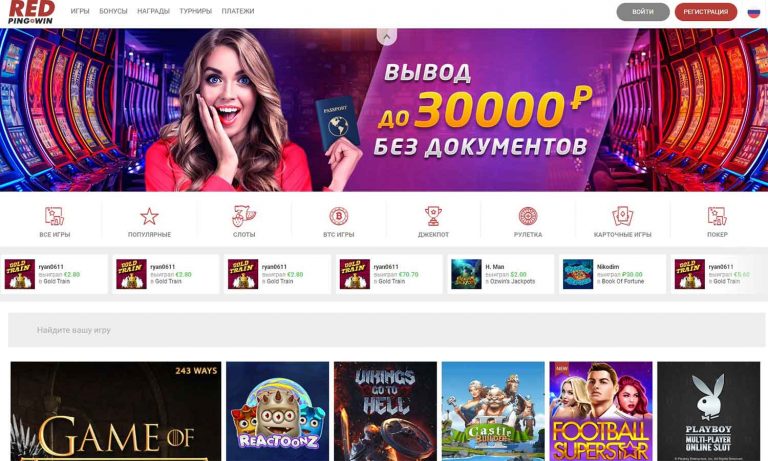 RED
PING WIN
ИГРЫ БОНУСЫ НАГРАДЫ ТУРНИРЫ ПЛАТЕЖИ
ВОЙТИ
РЕГИСТРАЦИЯ
PASSPORT
ВЫВОД
ДО 30000 ₽
БЕЗ ДОКУМЕНТОВ
ВСЕ ИГРЫ
ПОПУЛЯРНЫЕ
СЛОТЫ
BTC ИГРЫ
ДЖЕКПОТ
РУЛЕТКА
КАРТОЧНЫЕ ИГРЫ
ПОКЕР
GOLD TRAIN
ryan0611
выиграл €2.80
в Gold Train
GOLD TRAIN
ryan0611
выиграл €2.80
в Gold Train
GOLD TRAIN
ryan0611
выиграл €2.80
в Gold Train
GOLD TRAIN
ryan0611
выиграл €70.70
в Gold Train
H. Man
выиграл $2.00
в Ozwin's Jackpots
Nikodim
выиграл ₽39.00
в Book Of Fortune
GOLD TRAIN
ryan0611
выиграл €5.60
в Gold Train
Найдите вашу игру
243 WAYS
GAME OF
REACTOONZ
VIKINGS
GO TO
HELL
Castle
BUILDER
NEW
FOOTBALL
SUPERSTAR
PLAYBOY
MULTI-PLAYER
ONLINE SLOT